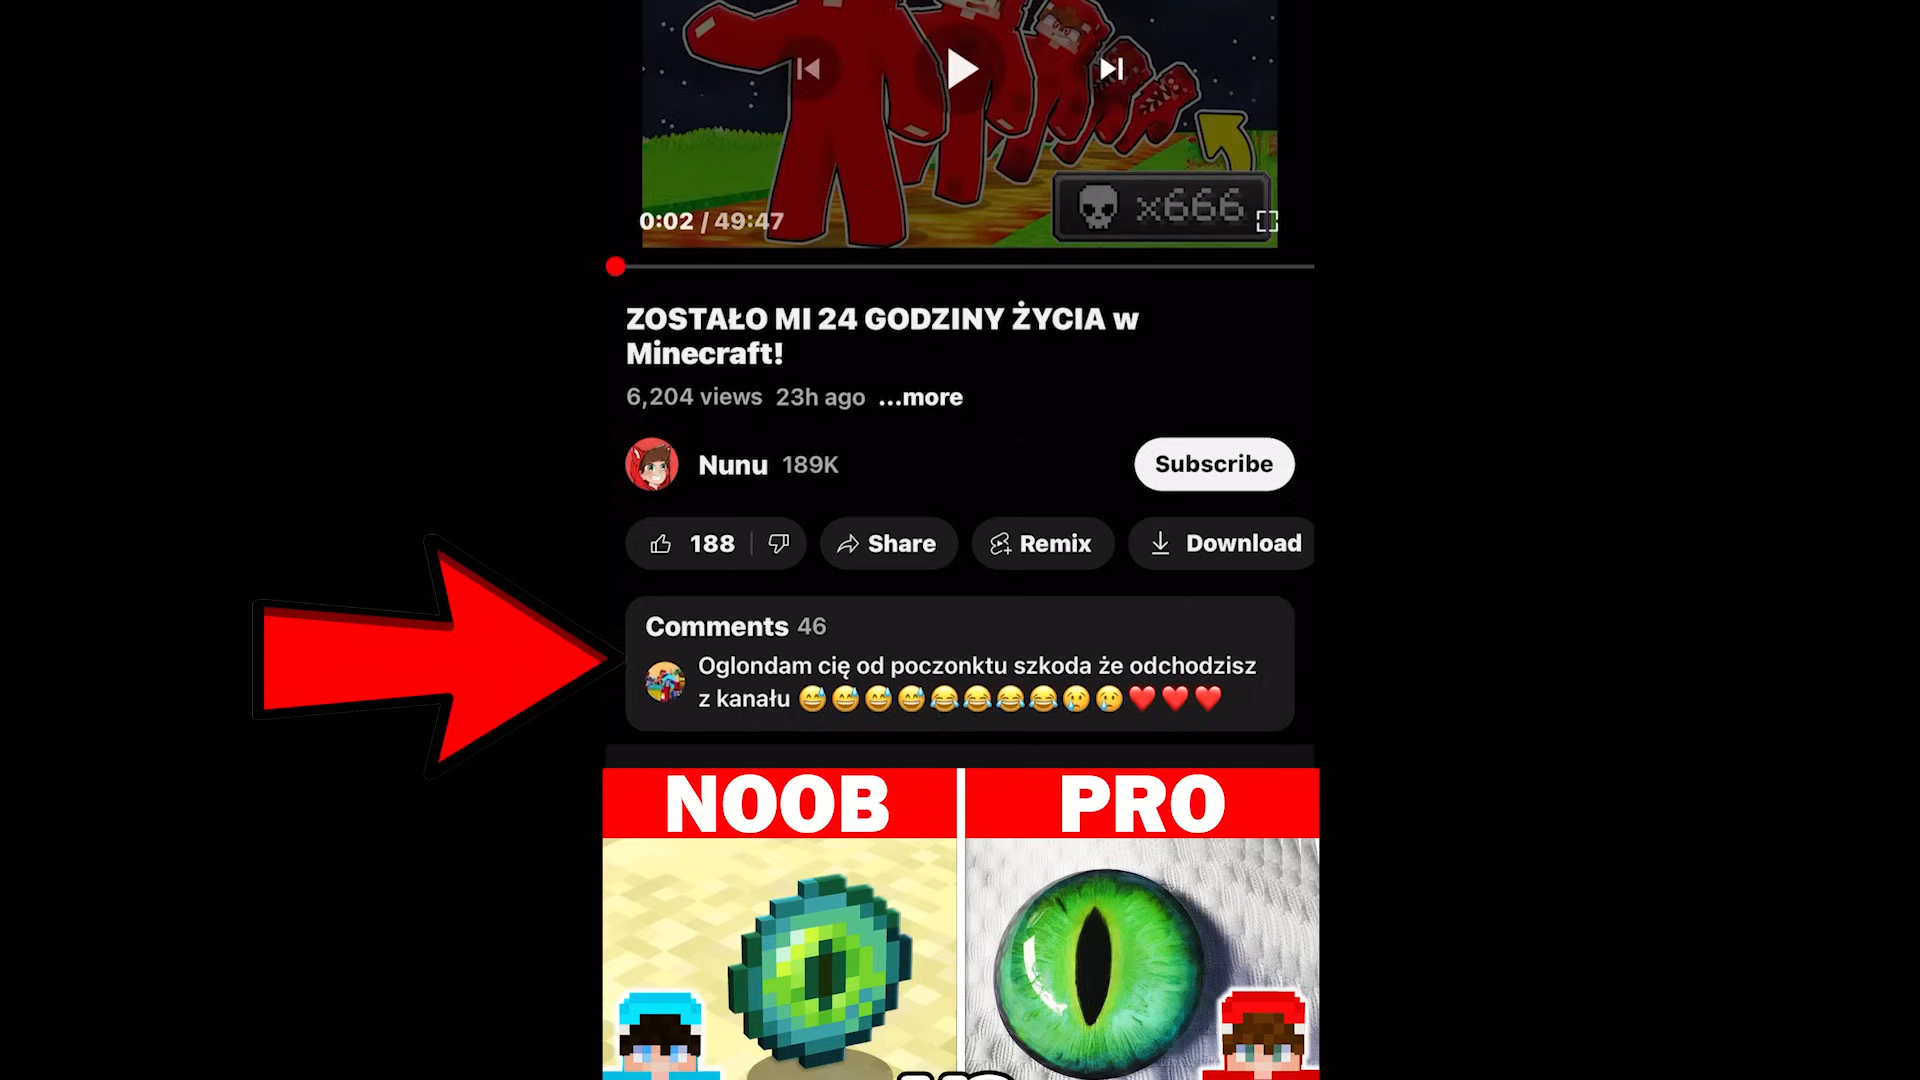 x666
0:02 / 49:47
ZOSTAŁO MI 24 GODZINY ŻYCIA w
Minecraft!
6,204 views 23h ago ...more
Nunu 189K
Subscribe
188
Share
Remix
Download
Comments 46
Oglondam cię od poczonktu szkoda że odchodzisz
z kanału 😅😅😅😅😂😂😂😂😢😢❤️❤️❤️
NOOB
PRO